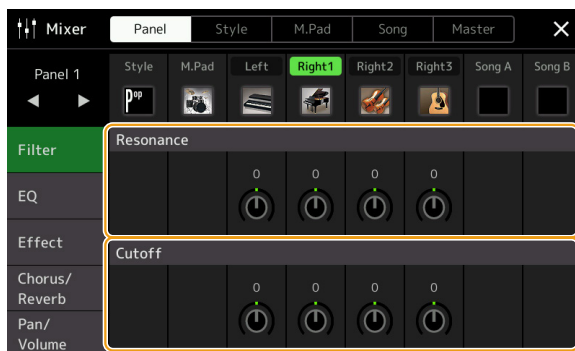 Mixer
Panel Style M.Pad Song Master
Panel 1
Style M.Pad Left Right1 Right2 Right3 Song A Song B
Pop
Filter
Resonance
0 0 0 0
EQ
Effect
Cutoff
Chorus/
Reverb
0 0 0 0
Pan/
Volume